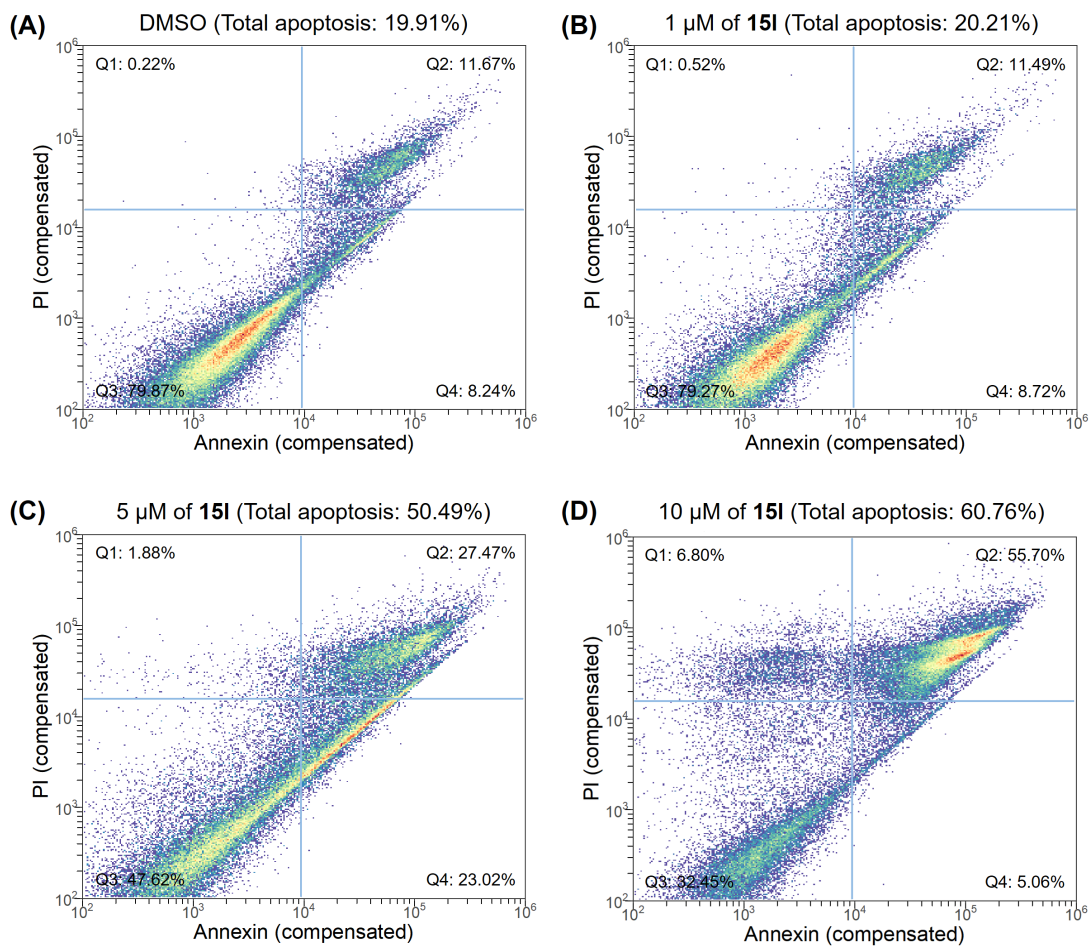 (A) DMSO (Total apoptosis: 19.91%)
Q1: 0.22%
Q2: 11.67%
Q3: 79.87%
Q4: 8.24%
PI (compensated)
10^6
10^5
10^4
10^3
10^2
10^2 10^3 10^4 10^5 10^6
Annexin (compensated)
(B) 1 µM of 15l (Total apoptosis: 20.21%)
Q1: 0.52%
Q2: 11.49%
Q3: 79.27%
Q4: 8.72%
PI (compensated)
10^6
10^5
10^4
10^3
10^2
10^2 10^3 10^4 10^5 10^6
Annexin (compensated)
(C) 5 µM of 15l (Total apoptosis: 50.49%)
Q1: 1.88%
Q2: 27.47%
Q3: 47.62%
Q4: 23.02%
PI (compensated)
10^6
10^5
10^4
10^3
10^2
10^2 10^3 10^4 10^5 10^6
Annexin (compensated)
(D) 10 µM of 15l (Total apoptosis: 60.76%)
Q1: 6.80%
Q2: 55.70%
Q3: 32.45%
Q4: 5.06%
PI (compensated)
10^6
10^5
10^4
10^3
10^2
10^2 10^3 10^4 10^5 10^6
Annexin (compensated)